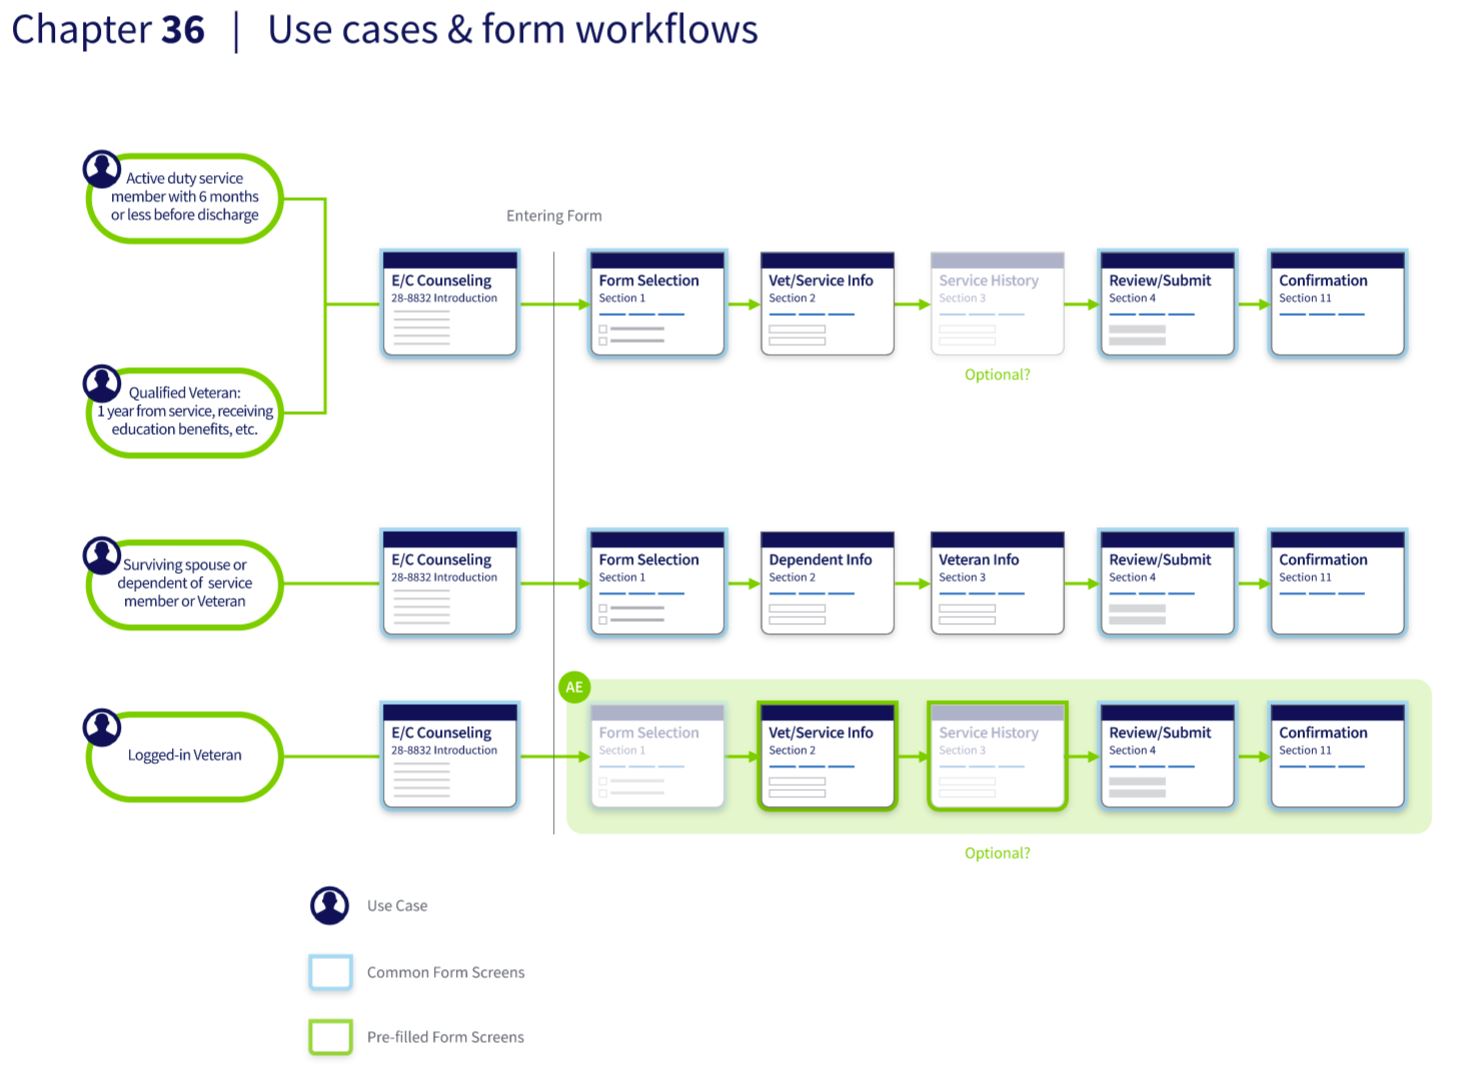 Chapter 36 | Use cases & form workflows
Active duty service
member with 6 months
or less before discharge
Qualified Veteran:
1 year from service, receiving
education benefits, etc.
Entering Form
E/C Counseling
28-8832 Introduction
Form Selection
Section 1
Vet/Service Info
Section 2
Service History
Section 3
Optional?
Review/Submit
Section 4
Confirmation
Section 11
Surviving spouse or
dependent of service
member or Veteran
E/C Counseling
28-8832 Introduction
Form Selection
Section 1
Dependent Info
Section 2
Veteran Info
Section 3
Review/Submit
Section 4
Confirmation
Section 11
Logged-in Veteran
E/C Counseling
28-8832 Introduction
AE
Form Selection
Section 1
Vet/Service Info
Section 2
Service History
Section 3
Optional?
Review/Submit
Section 4
Confirmation
Section 11
Use Case
Common Form Screens
Pre-filled Form Screens